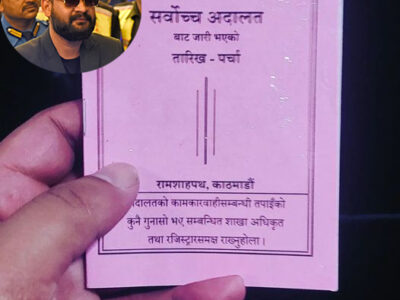 सर्वोच्च अदालत
बाट जारी भएको
तारिख - पर्चा
रामशाहपथ, काठमाडौं
अदालतको कामकारवाहीसम्बन्धी तपाईंको
कुनै गुनासो भए सम्बन्धित शाखा अधिकृत
तथा रजिस्ट्रारसमक्ष राख्नुहोला।